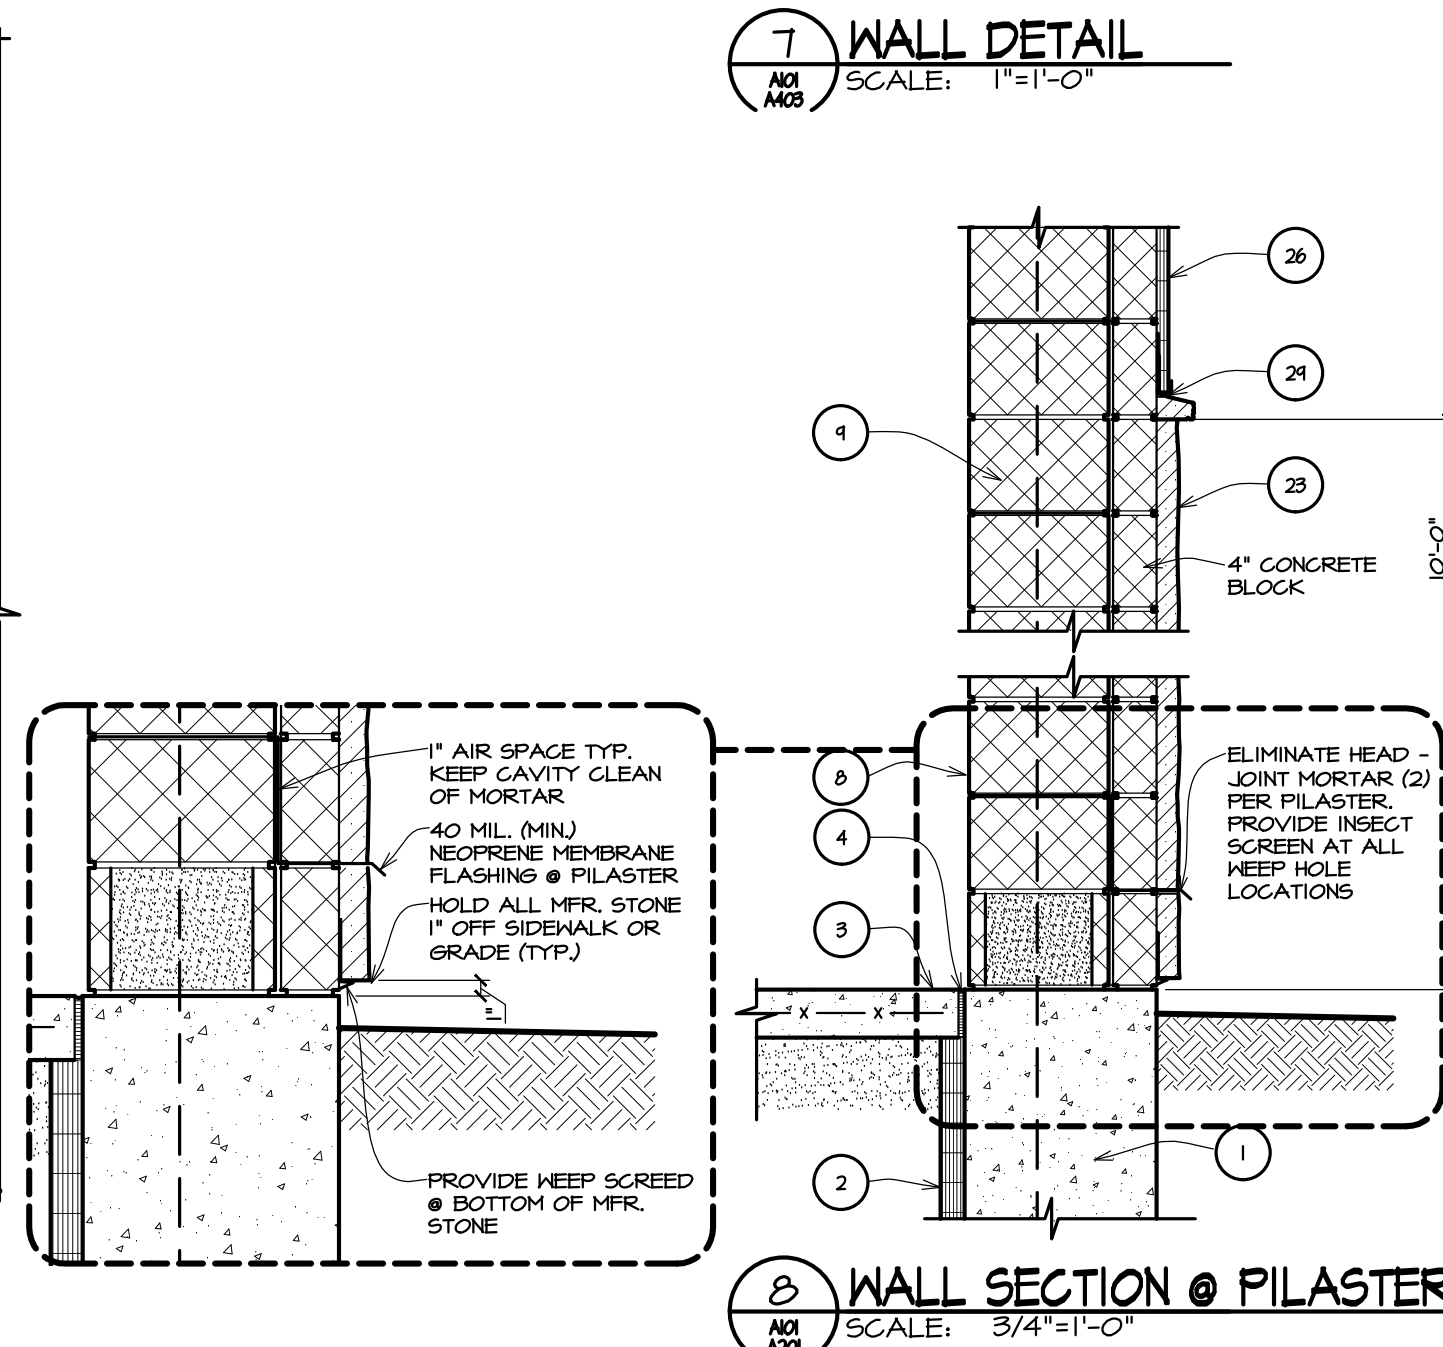 7
WALL DETAIL
A101
A403
SCALE: 1"=1'-0"
26
29
9
23
4" CONCRETE
BLOCK
10'-0"
1" AIR SPACE TYP.
KEEP CAVITY CLEAN
OF MORTAR
40 MIL. (MIN.)
NEOPRENE MEMBRANE
FLASHING @ PILASTER
HOLD ALL MFR. STONE
1" OFF SIDEWALK OR
GRADE (TYP.)
1"
PROVIDE WEEP SCREED
@ BOTTOM OF MFR.
STONE
8
4
3
X X
2
1
ELIMINATE HEAD -
JOINT MORTAR (2)
PER PILASTER.
PROVIDE INSECT
SCREEN AT ALL
WEEP HOLE
LOCATIONS
8
WALL SECTION @ PILASTER
A101
A201
SCALE: 3/4"=1'-0"